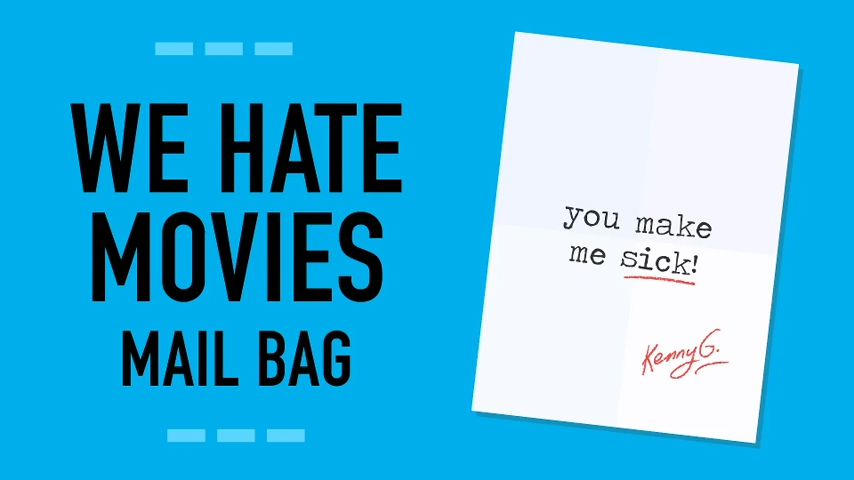 WE HATE
MOVIES
MAIL BAG
you make
me sick!
Kenny G.